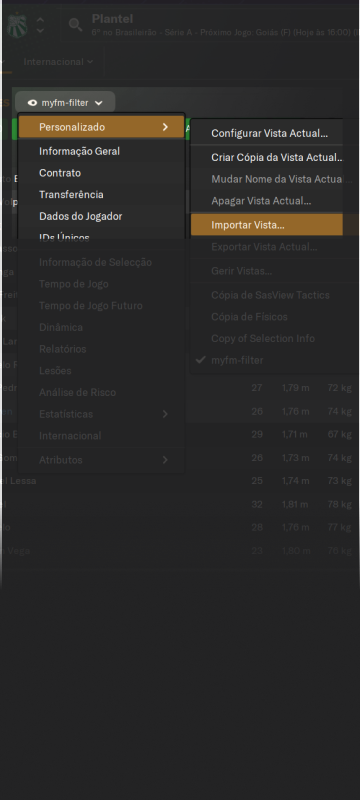 Plantel
6º no Brasileirão - Série A - Próximo Jogo: Goiás (F) (Hoje às 16:00)
Internacional
ES
myfm-filter
Personalizado
Configurar Vista Actual...
Informação Geral
Criar Cópia da Vista Actual..
Contrato
Mudar Nome da Vista Actua
Transferência
Apagar Vista Actual...
Dados do Jogador
Importar Vista...
IDs Únicos
Exportar Vista Actual...
Informação de Selecção
Gerir Vistas...
Tempo de Jogo
Cópia de SasView Tactics
Tempo de Jogo Futuro
Cópia de Físicos
Dinâmica
Copy of Selection Info
Relatórios
myfm-filter
Lesões
Análise de Risco
27 1,79 m 72 kg
Estatísticas
26 1,76 m 74 kg
Internacional
29 1,71 m 67 kg
Atributos
26 1,73 m 74 kg
Lessa 25 1,74 m 73 kg
32 1,81 m 78 kg
28 1,76 m 77 kg
Vega 23 1,80 m 76 kg